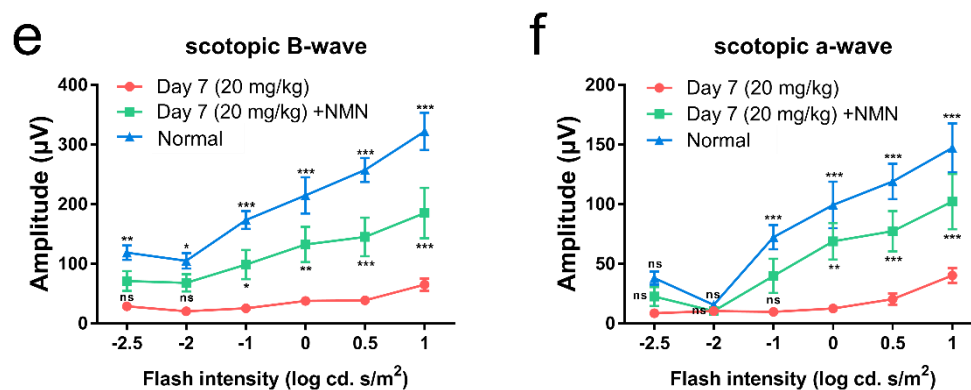 e
scotopic B-wave
Day 7 (20 mg/kg)
Day 7 (20 mg/kg) +NMN
Normal
Amplitude (μV)
400
300
200
100
0
**
*
***
***
***
***
ns
ns
*
**
***
***
-2.5
-2
-1
0
0.5
1
Flash intensity (log cd. s/m²)
f
scotopic a-wave
Day 7 (20 mg/kg)
Day 7 (20 mg/kg) +NMN
Normal
Amplitude (μV)
200
150
100
50
0
ns
ns
***
***
***
***
ns
ns
ns
**
***
***
-2.5
-2
-1
0
0.5
1
Flash intensity (log cd. s/m²)